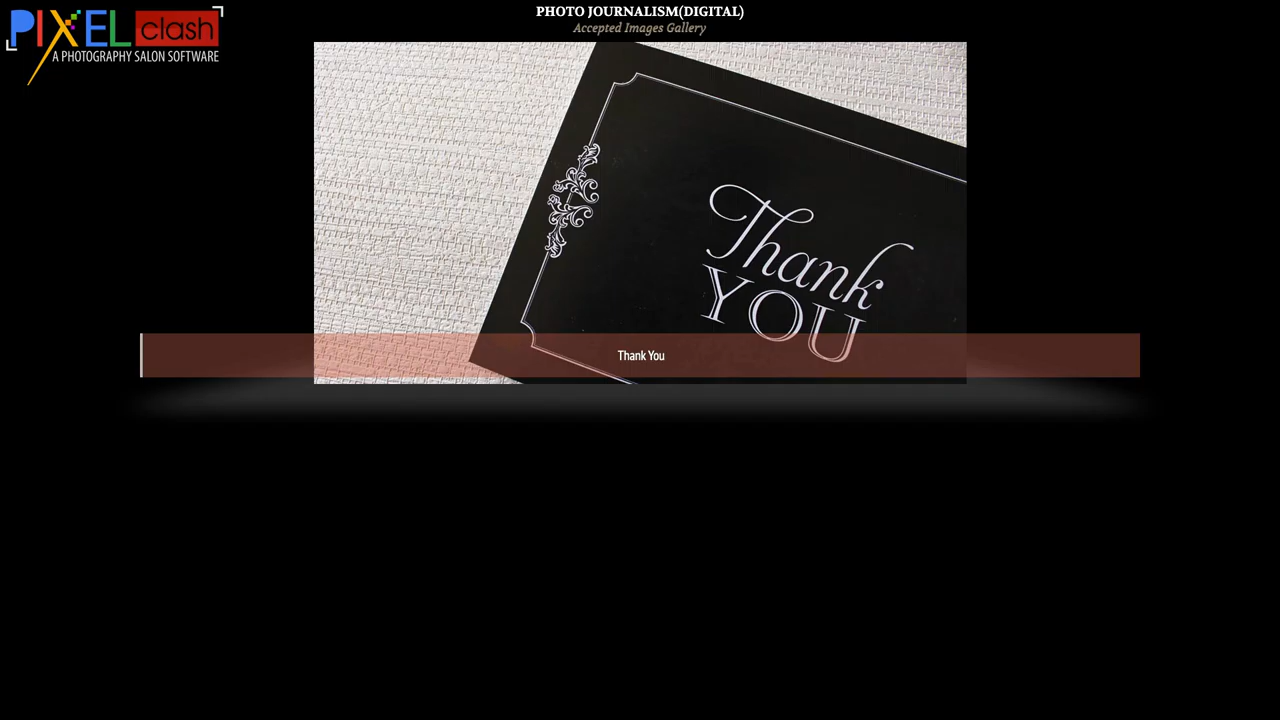 PIXEL clash
A PHOTOGRAPHY SALON SOFTWARE
PHOTO JOURNALISM(DIGITAL)
Accepted Images Gallery
Thank
YOU
Thank You